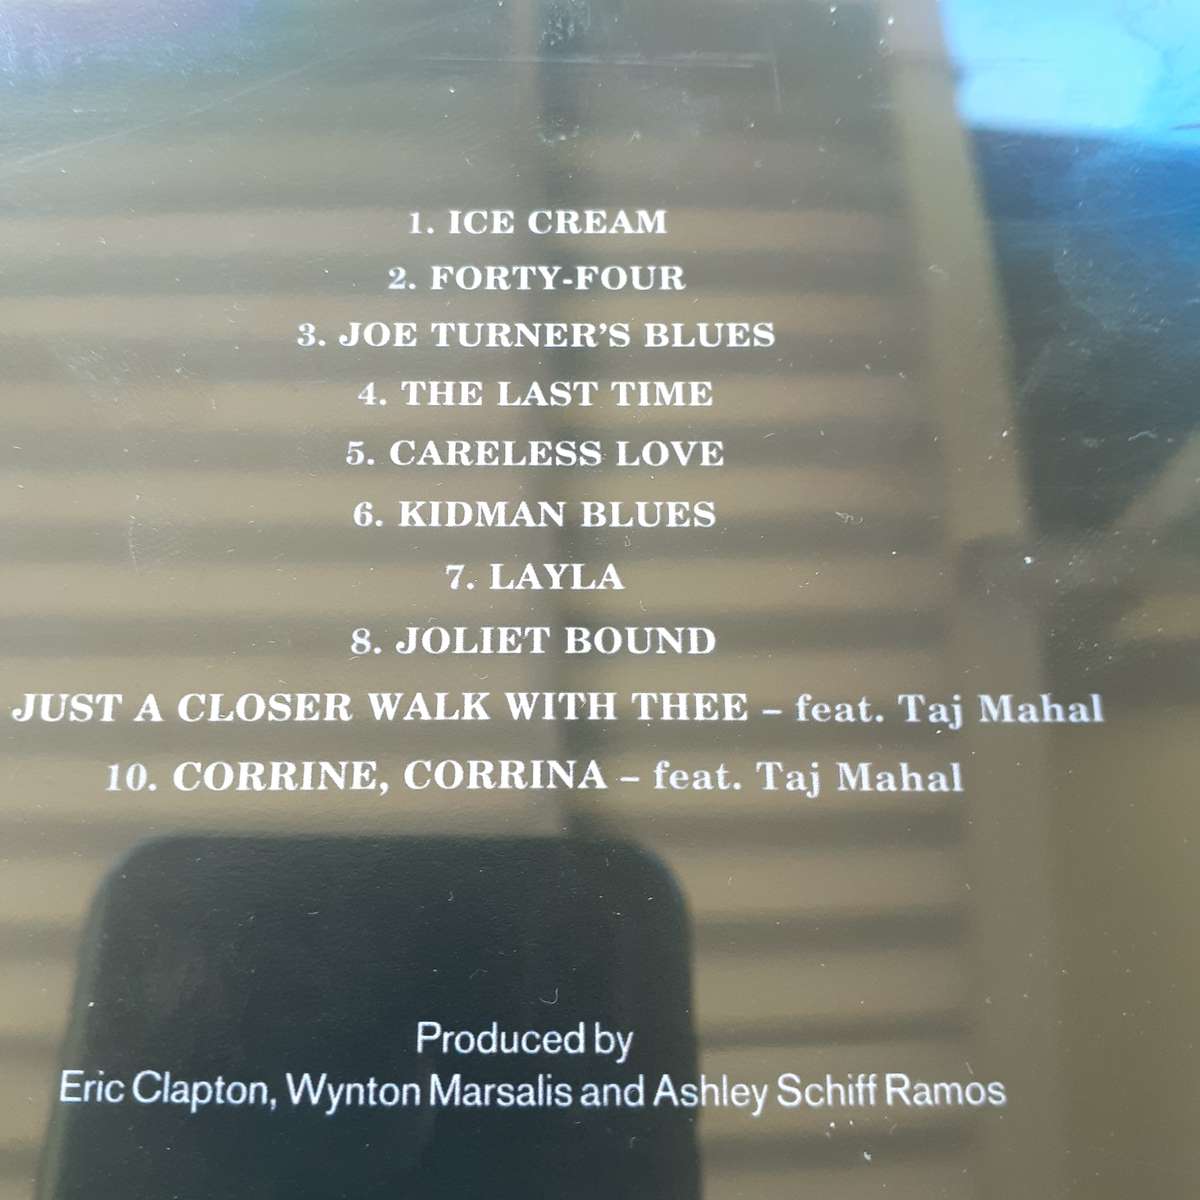 1. ICE CREAM
2. FORTY-FOUR
3. JOE TURNER'S BLUES
4. THE LAST TIME
5. CARELESS LOVE
6. KIDMAN BLUES
7. LAYLA
8. JOLIET BOUND
JUST A CLOSER WALK WITH THEE – feat. Taj Mahal
10. CORRINE, CORRINA – feat. Taj Mahal
Produced by
Eric Clapton, Wynton Marsalis and Ashley Schiff Ramos